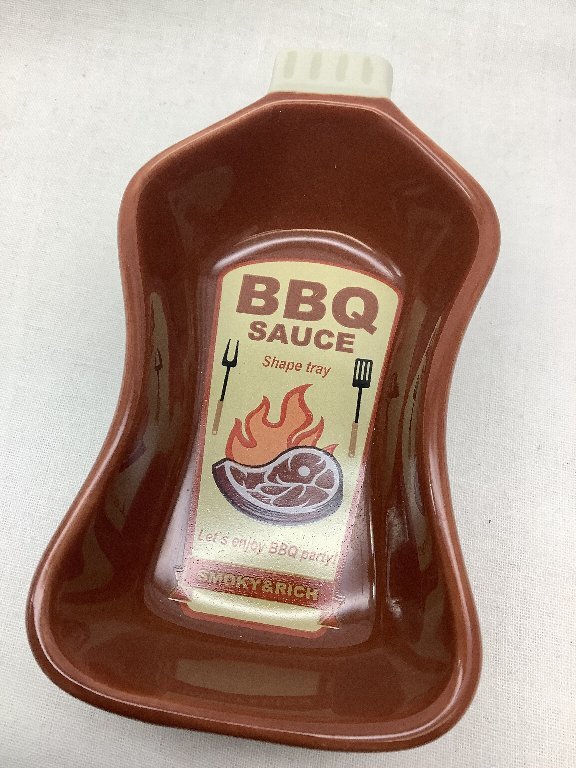 BBQ
SAUCE
Shape tray
Let's enjoy BBQ party!
SMOKY&RICH